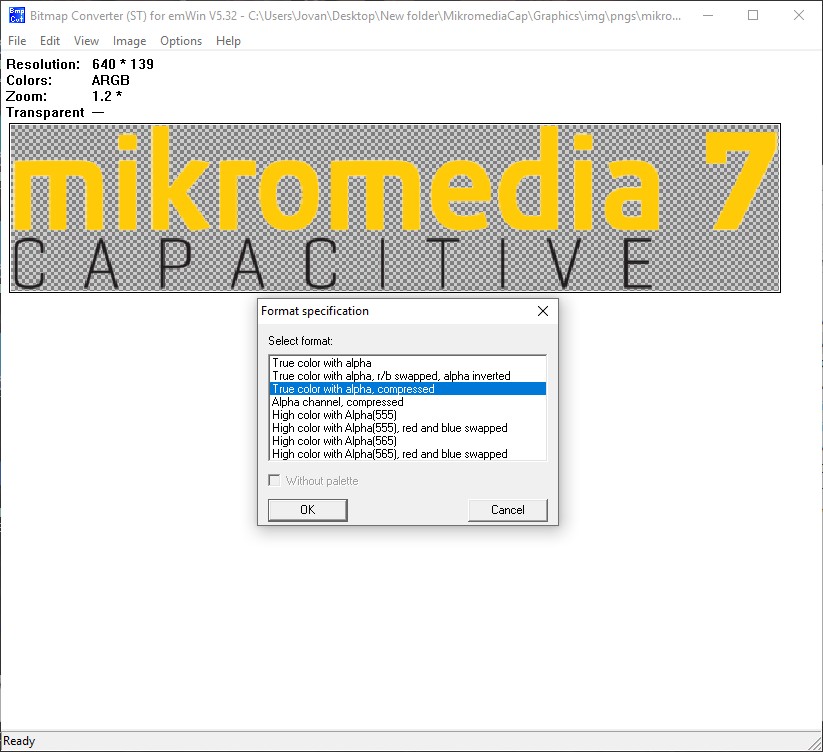 Bitmap Converter (ST) for emWin V5.32 - C:\Users\Jovan\Desktop\New folder\MikromediaCap\Graphics\img\pngs\mikro...
File Edit View Image Options Help
Resolution: 640 * 139
Colors: ARGB
Zoom: 1.2 *
Transparent —
mikromedia 7
CAPACITIVE
Format specification
Select format:
True color with alpha
True color with alpha, r/b swapped, alpha inverted
True color with alpha, compressed
Alpha channel, compressed
High color with Alpha(555)
High color with Alpha(555), red and blue swapped
High color with Alpha(565)
High color with Alpha(565), red and blue swapped
Without palette
OK Cancel
Ready